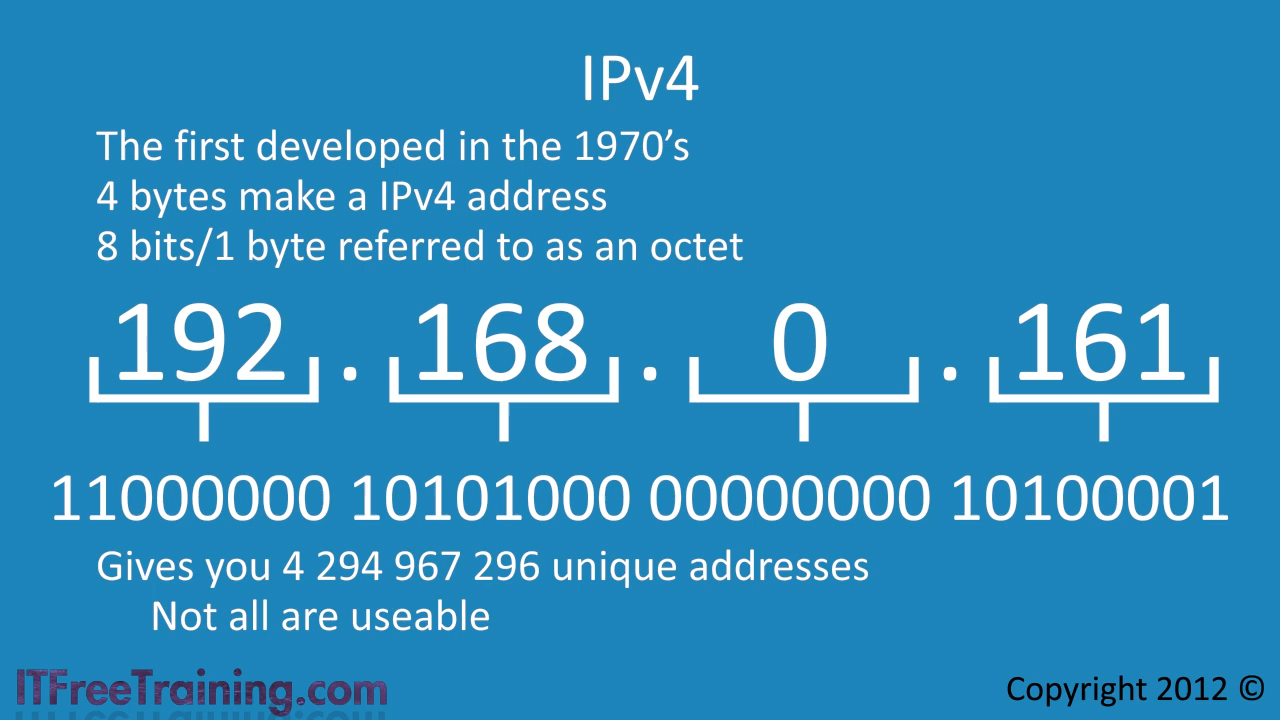 IPv4
The first developed in the 1970’s
4 bytes make a IPv4 address
8 bits/1 byte referred to as an octet
192 . 168 . 0 . 161
11000000 10101000 00000000 10100001
Gives you 4 294 967 296 unique addresses
Not all are useable
ITFreeTraining.com
Copyright 2012 ©